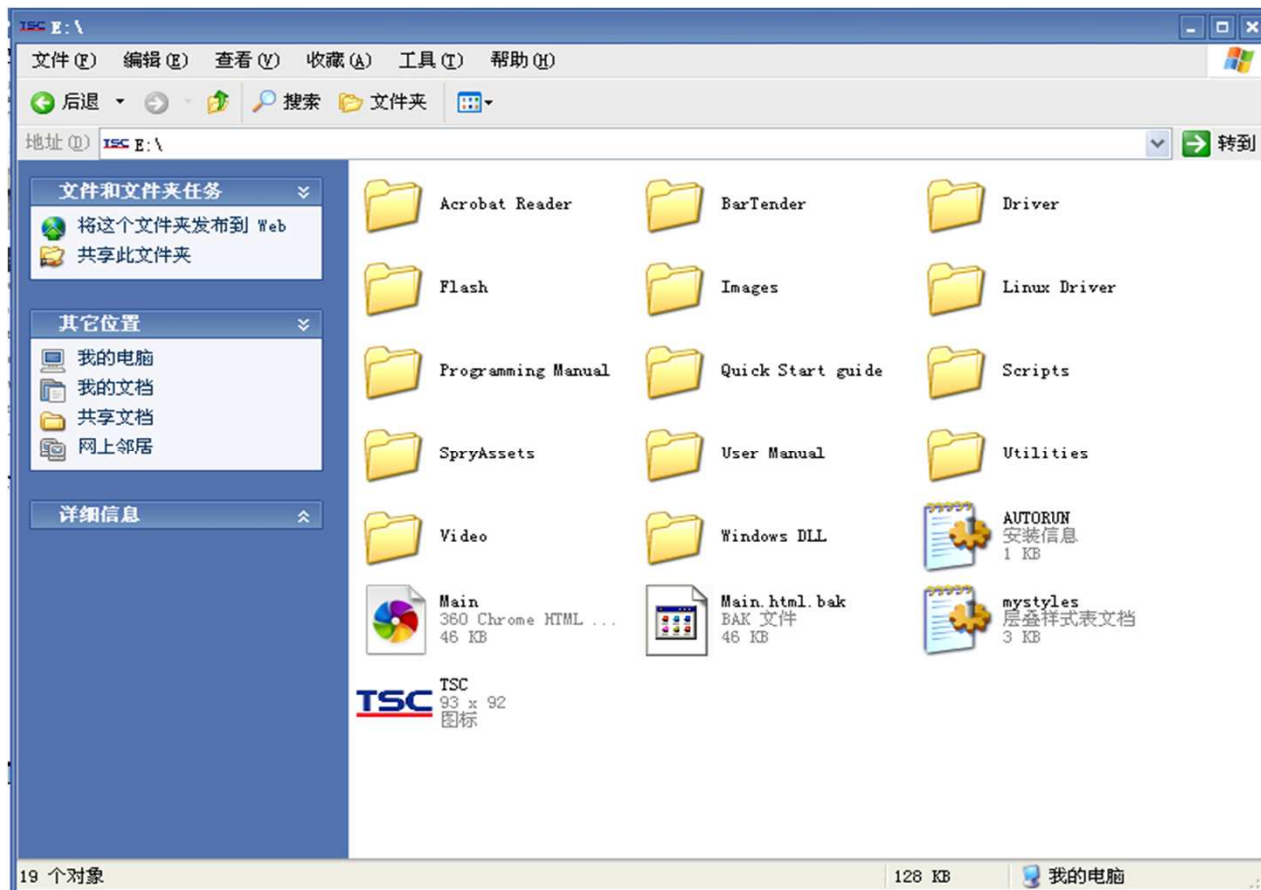 TSC E:\
文件(F) 编辑(E) 查看(V) 收藏(A) 工具(T) 帮助(H)
后退 搜索 文件夹
地址(D) TSC E:\ 转到
文件和文件夹任务
将这个文件夹发布到 Web
共享此文件夹
其它位置
我的电脑
我的文档
共享文档
网上邻居
详细信息
Acrobat Reader
BarTender
Driver
Flash
Images
Linux Driver
Programming Manual
Quick Start guide
Scripts
SpryAssets
User Manual
Utilities
Video
Windows DLL
AUTORUN
安装信息
1 KB
Main
360 Chrome HTML ...
46 KB
Main.html.bak
BAK 文件
46 KB
mystyles
层叠样式表文档
3 KB
TSC
TSC
93 x 92
图标
19 个对象 128 KB 我的电脑